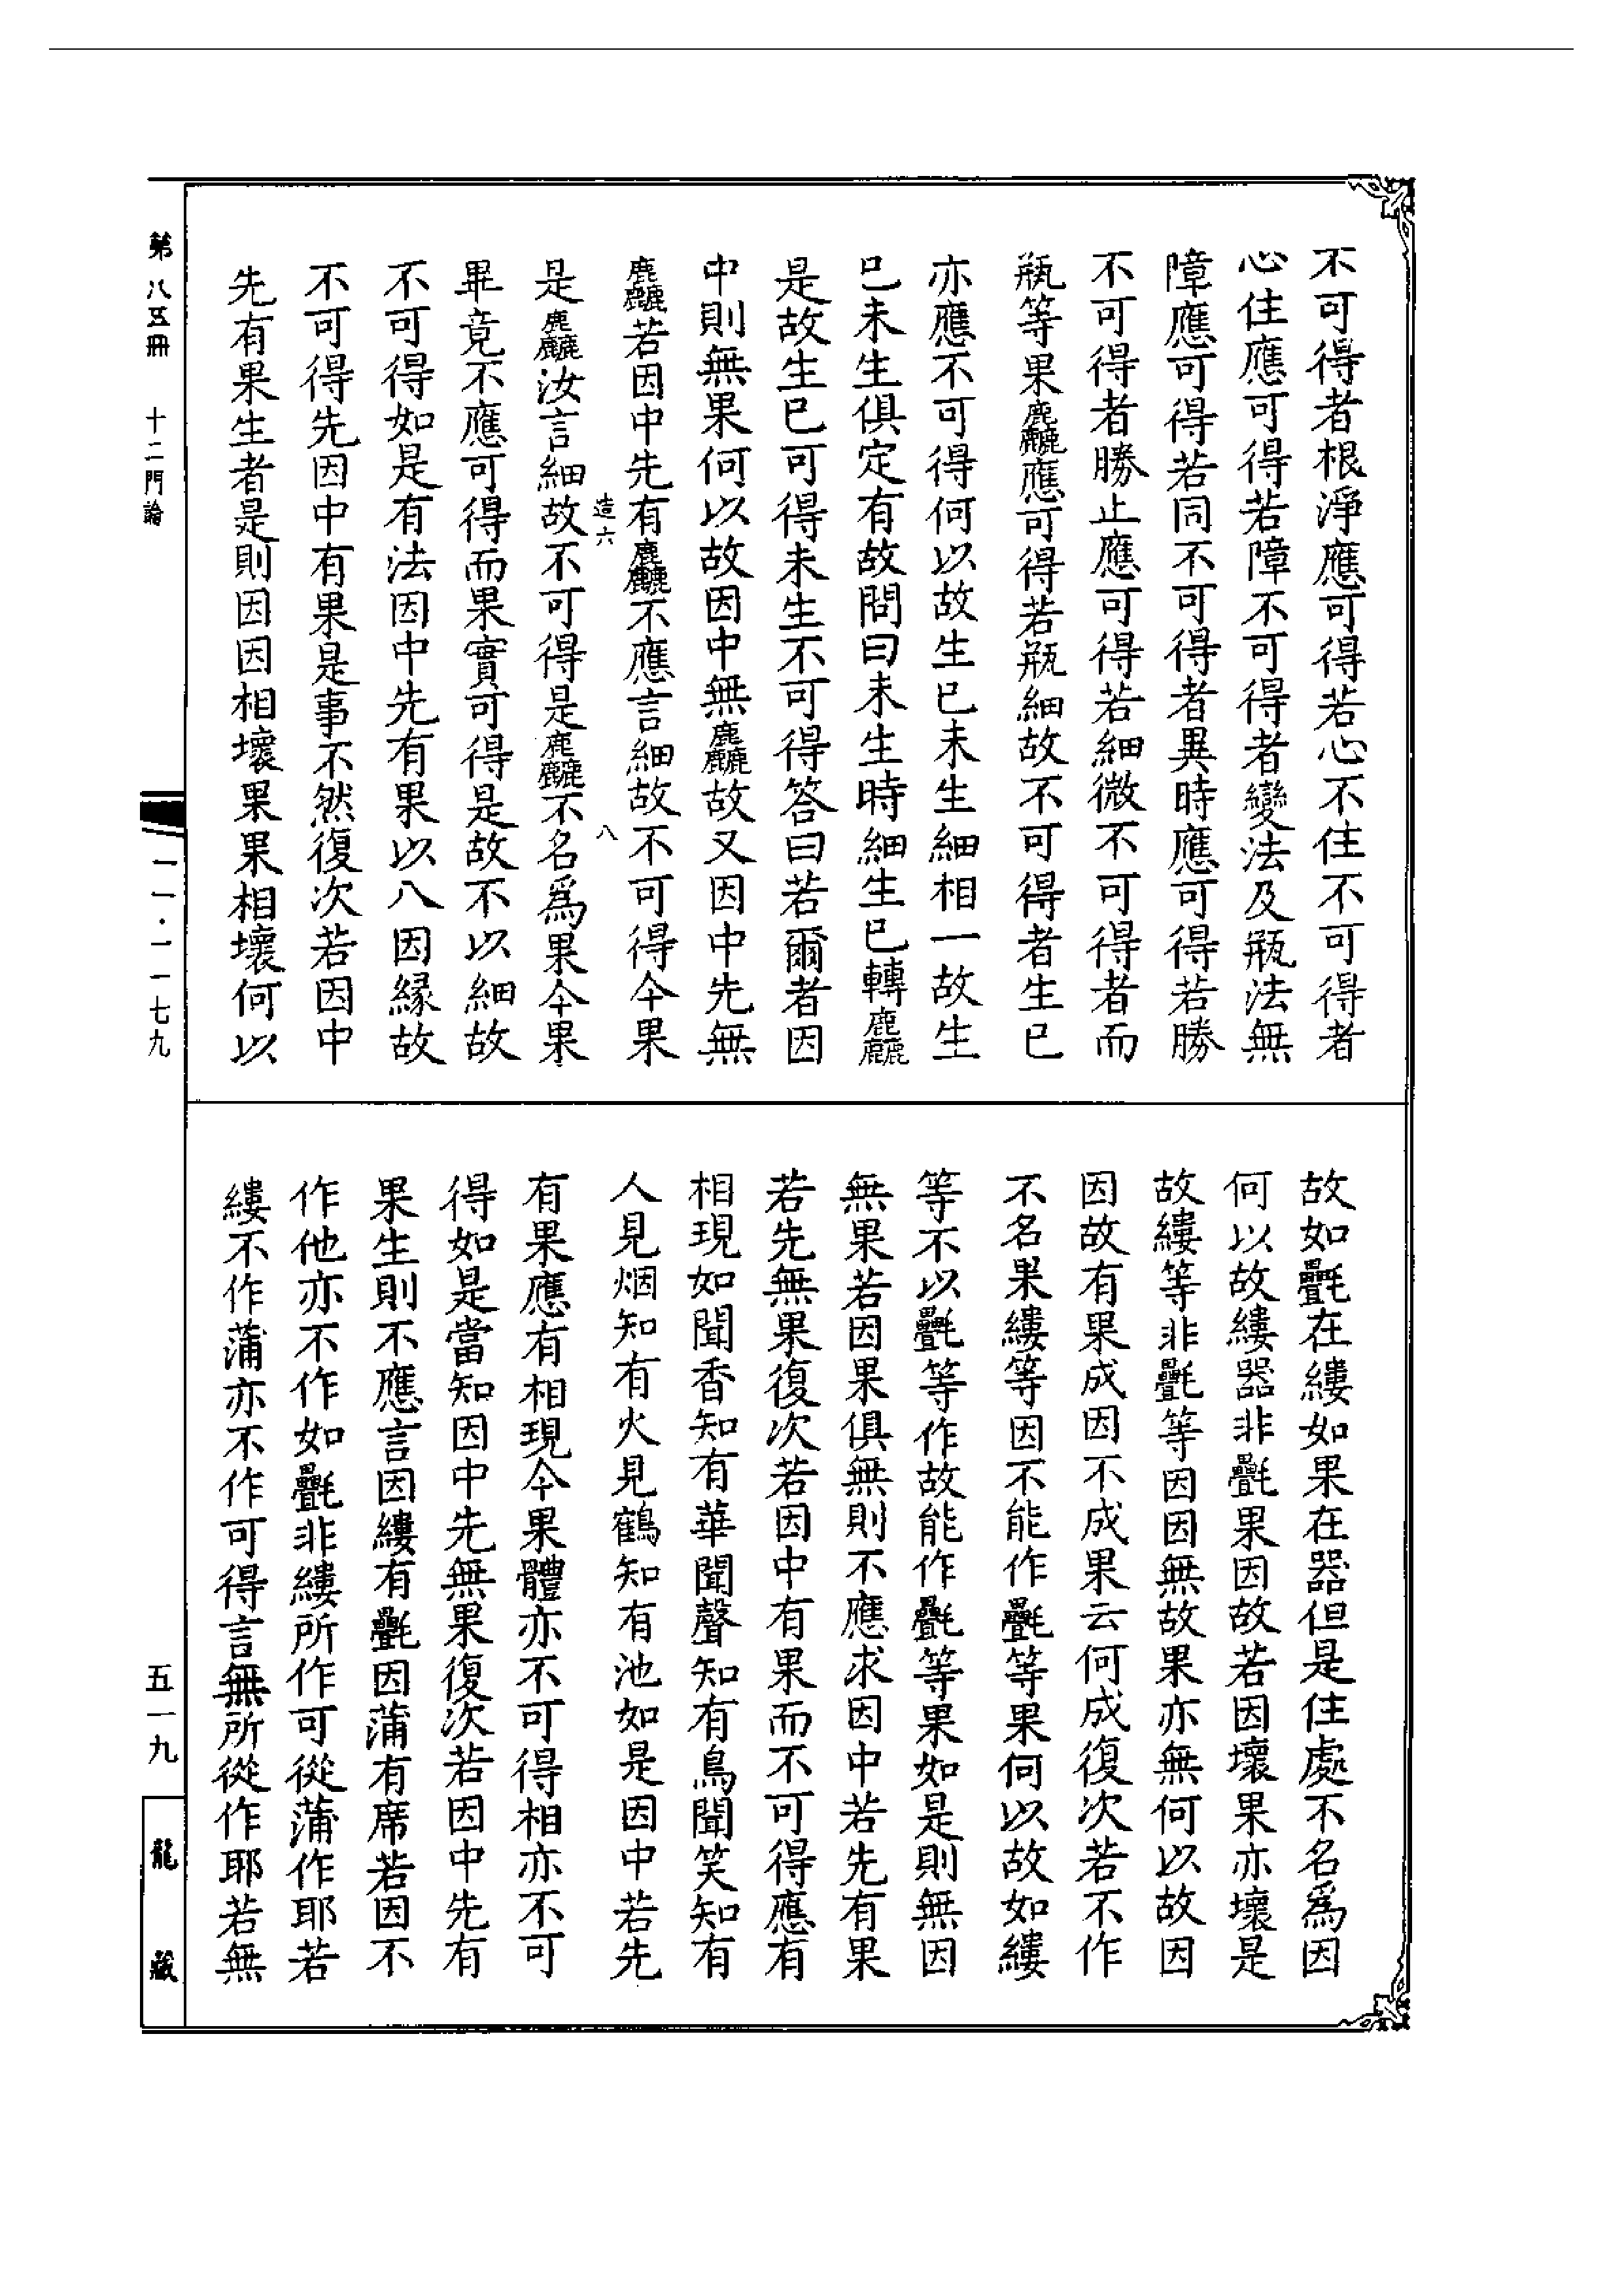 不可得者根淨應可得若心不住不可得者
心住應可得若障不可得者變法及瓶法無
障應可得若同不可得者異時應可得若勝
不可得者勝止應可得若細微不可得者而
瓶等果麤應可得若瓶細故不可得者生已
亦應不可得何以故生已未生細相一故生
已未生俱定有故問曰未生時細生已轉麤
是故生已可得未生不可得答曰若爾者因
中則無果何以故因中無麤故又因中先無
麤若因中先有麤不應言細故不可得今果
造六
八
是麤汝言細故不可得是麤不名爲果今果
畢竟不應可得而果實可得是故不以細故
不可得如是有法因中先有果以八因緣故
不可得先因中有果是事不然復次若因中
先有果生者是則因因相壞果果相壞何以
故如㲲在縷如果在器但是住處不名爲因
何以故縷器非㲲果因故若因壞果亦壞是
故縷等非㲲等因因無故果亦無何以故因
因故有果成因不成果云何成復次若不作
不名果縷等因不能作㲲等果何以故如縷
等不以㲲等作故能作㲲等果如是則無因
無果若因果俱無則不應求因中若先有果
若先無果復次若因中有果而不可得應有
相現如聞香知有華聞聲知有鳥聞笑知有
人見烟知有火見鶴知有池如是因中若先
有果應有相現今果體亦不可得相亦不可
得如是當知因中先無果復次若因中先有
果生則不應言因縷有㲲因蒲有席若因不
作他亦不作如㲲非縷所作可從蒲作耶若
縷不作蒲亦不作可得言無所從作耶若無
第八五冊 十二門論
一一·一一七九
五一九
龍藏